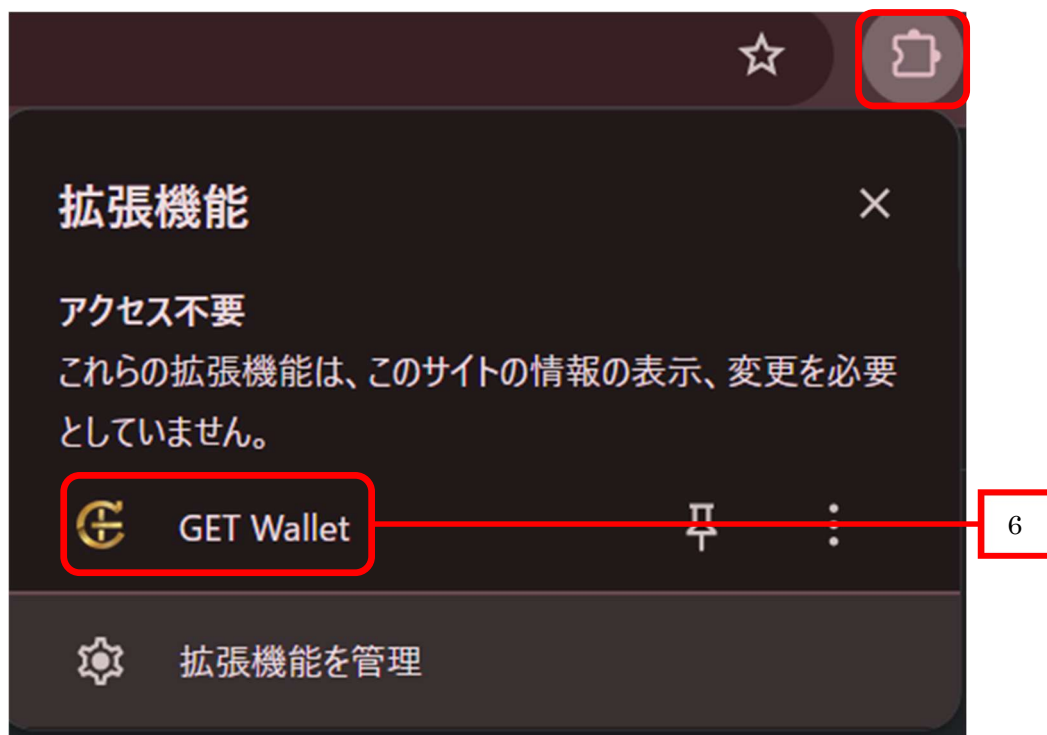 拡張機能
アクセス不要
これらの拡張機能は、このサイトの情報の表示、変更を必要
としていません。
GET Wallet
6
拡張機能を管理